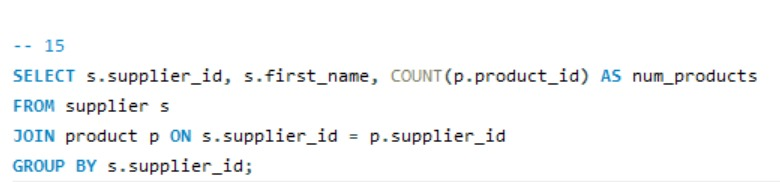 -- 15
SELECT s.supplier_id, s.first_name, COUNT(p.product_id) AS num_products
FROM supplier s
JOIN product p ON s.supplier_id = p.supplier_id
GROUP BY s.supplier_id;